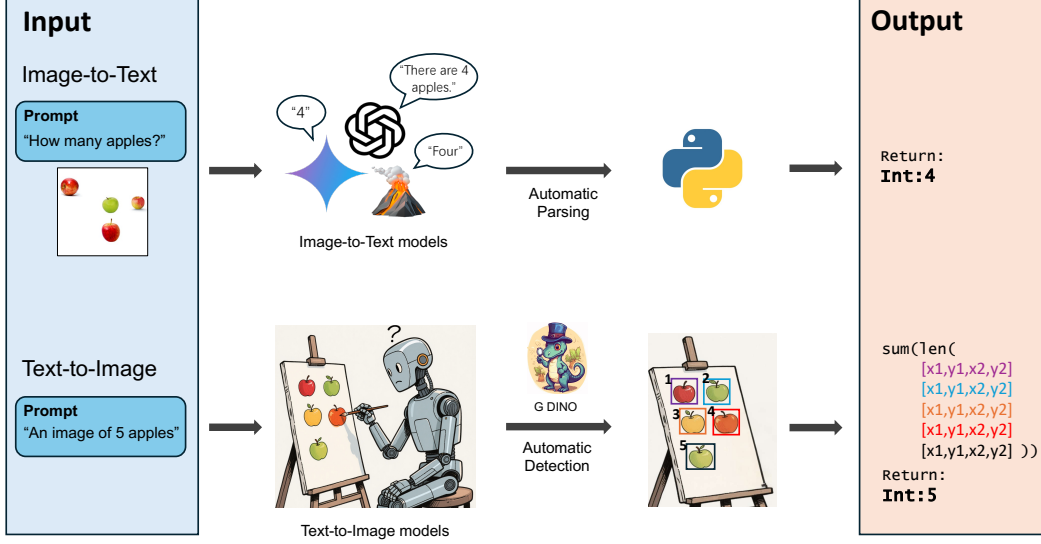 Input
Image-to-Text
Prompt
“How many apples?”
“4”
“There are 4
apples.”
“Four”
Image-to-Text models
Automatic
Parsing
Output
Return:
Int:4
Text-to-Image
Prompt
“An image of 5 apples”
?
Text-to-Image models
G DINO
Automatic
Detection
1
2
3
4
5
sum(len(
[x1,y1,x2,y2]
[x1,y1,x2,y2]
[x1,y1,x2,y2]
[x1,y1,x2,y2]
[x1,y1,x2,y2] ))
Return:
Int:5